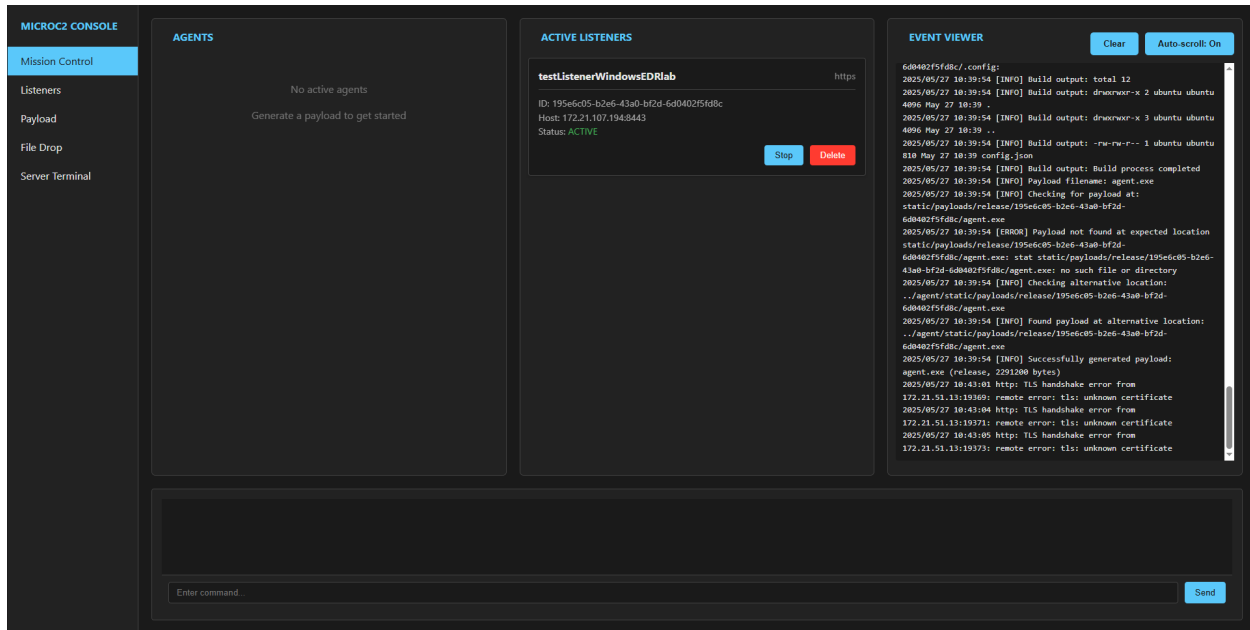 MICROC2 CONSOLE
Mission Control
Listeners
Payload
File Drop
Server Terminal
AGENTS
No active agents
Generate a payload to get started
ACTIVE LISTENERS
testListenerWindowsEDRlab
https
ID: 195e6c05-b2e6-43a0-bf2d-6d0402f5fd8c
Host: 172.21.107.194:8443
Status: ACTIVE
Stop
Delete
EVENT VIEWER
Clear
Auto-scroll: On
6d0402f5fd8c/.config:
2025/05/27 10:39:54 [INFO] Build output: total 12
2025/05/27 10:39:54 [INFO] Build output: drwxrwxr-x 2 ubuntu ubuntu
4096 May 27 10:39 .
2025/05/27 10:39:54 [INFO] Build output: drwxrwxr-x 3 ubuntu ubuntu
4096 May 27 10:39 ..
2025/05/27 10:39:54 [INFO] Build output: -rw-rw-r-- 1 ubuntu ubuntu
810 May 27 10:39 config.json
2025/05/27 10:39:54 [INFO] Build output: Build process completed
2025/05/27 10:39:54 [INFO] Payload filename: agent.exe
2025/05/27 10:39:54 [INFO] Checking for payload at:
static/payloads/release/195e6c05-b2e6-43a0-bf2d-
6d0402f5fd8c/agent.exe
2025/05/27 10:39:54 [ERROR] Payload not found at expected location
static/payloads/release/195e6c05-b2e6-43a0-bf2d-
6d0402f5fd8c/agent.exe: stat static/payloads/release/195e6c05-b2e6-
43a0-bf2d-6d0402f5fd8c/agent.exe: no such file or directory
2025/05/27 10:39:54 [INFO] Checking alternative location:
../agent/static/payloads/release/195e6c05-b2e6-43a0-bf2d-
6d0402f5fd8c/agent.exe
2025/05/27 10:39:54 [INFO] Found payload at alternative location:
../agent/static/payloads/release/195e6c05-b2e6-43a0-bf2d-
6d0402f5fd8c/agent.exe
2025/05/27 10:39:54 [INFO] Successfully generated payload:
agent.exe (release, 2291200 bytes)
2025/05/27 10:43:01 http: TLS handshake error from
172.21.51.13:19369: remote error: tls: unknown certificate
2025/05/27 10:43:04 http: TLS handshake error from
172.21.51.13:19371: remote error: tls: unknown certificate
2025/05/27 10:43:05 http: TLS handshake error from
172.21.51.13:19373: remote error: tls: unknown certificate
Enter command...
Send